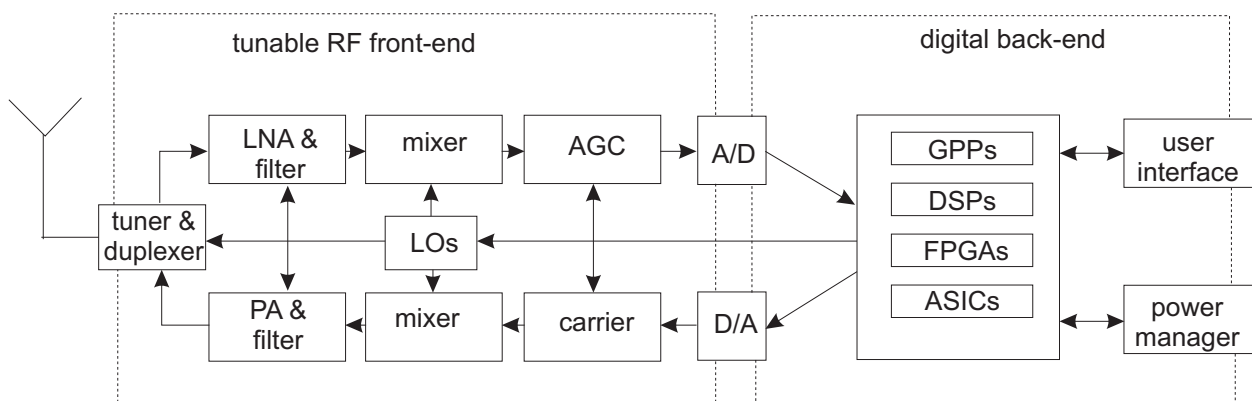 tunable RF front-end
digital back-end
LNA &
filter
mixer
AGC
A/D
GPPs
DSPs
FPGAs
ASICs
user
interface
tuner &
duplexer
LOs
PA &
filter
mixer
carrier
D/A
power
manager